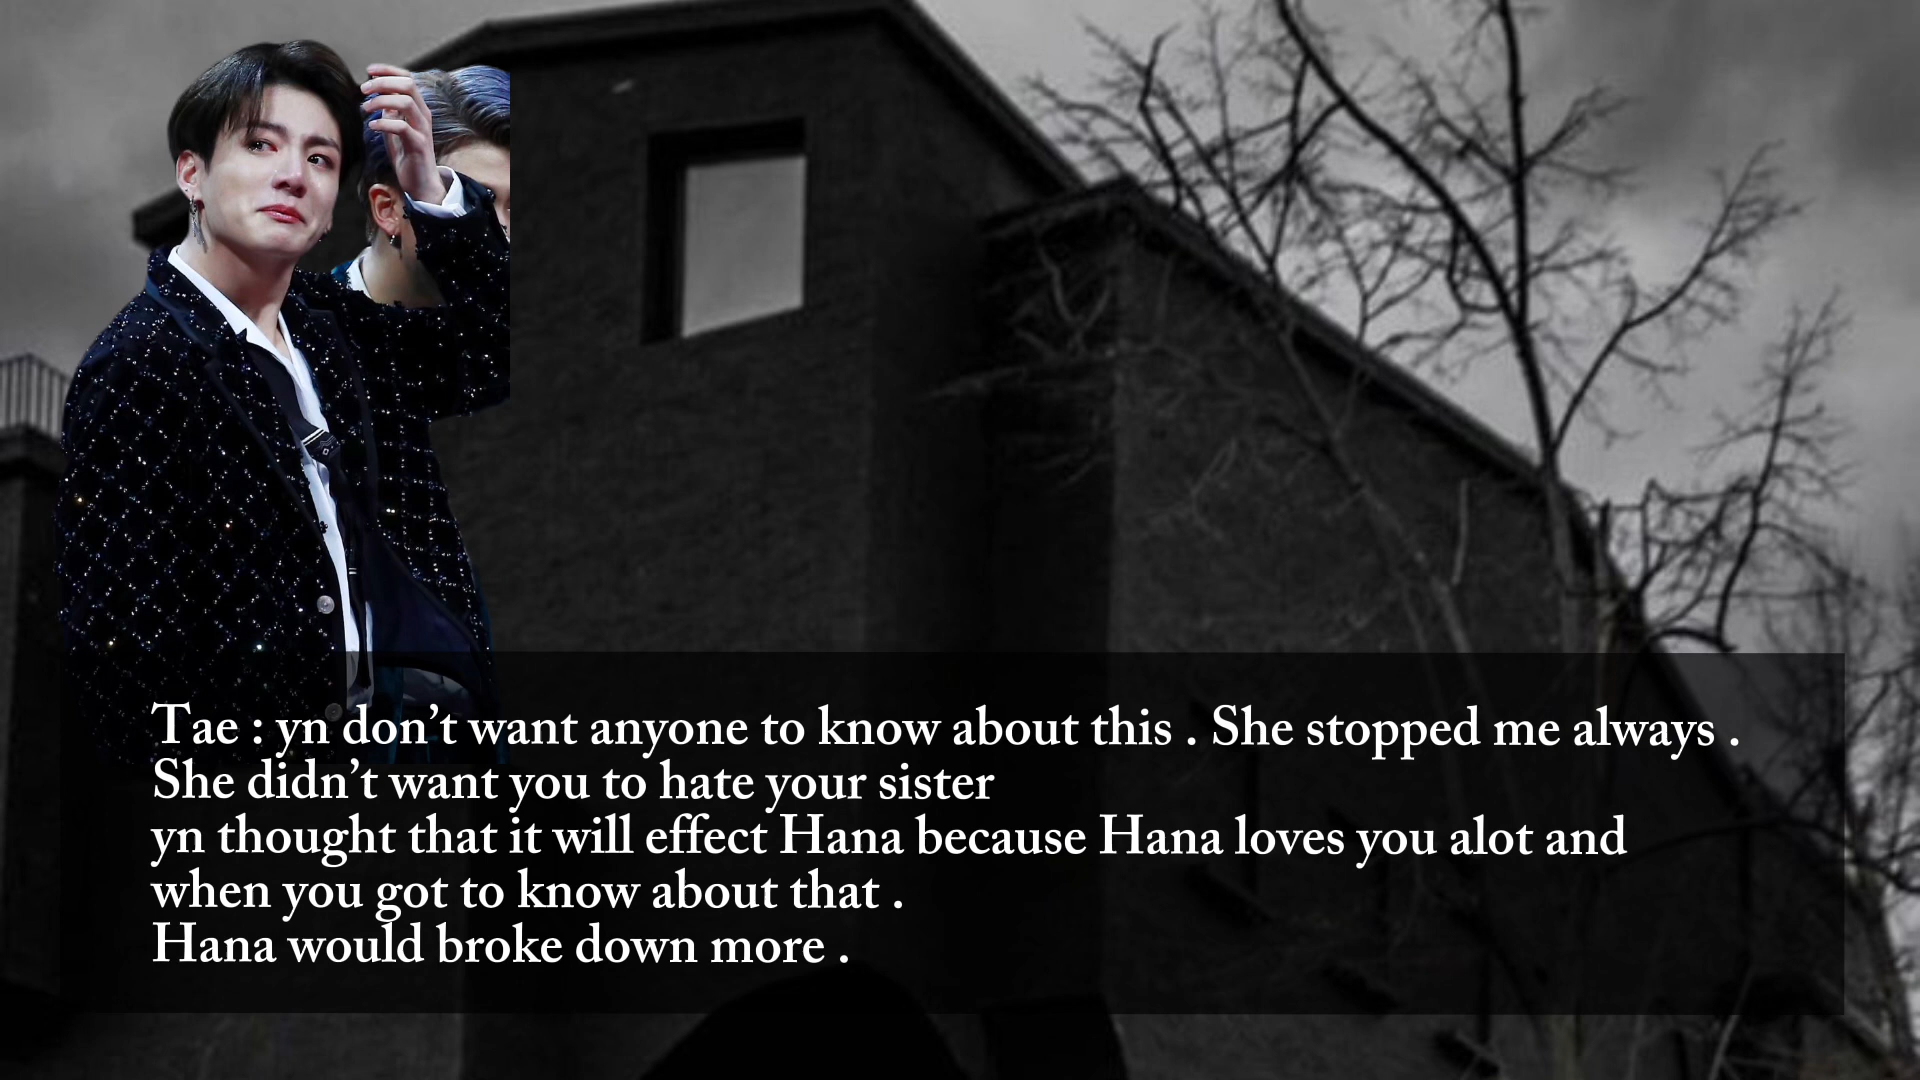 Tae : yn don't want anyone to know about this . She stopped me always .
She didn't want you to hate your sister
yn thought that it will effect Hana because Hana loves you alot and
when you got to know about that .
Hana would broke down more .